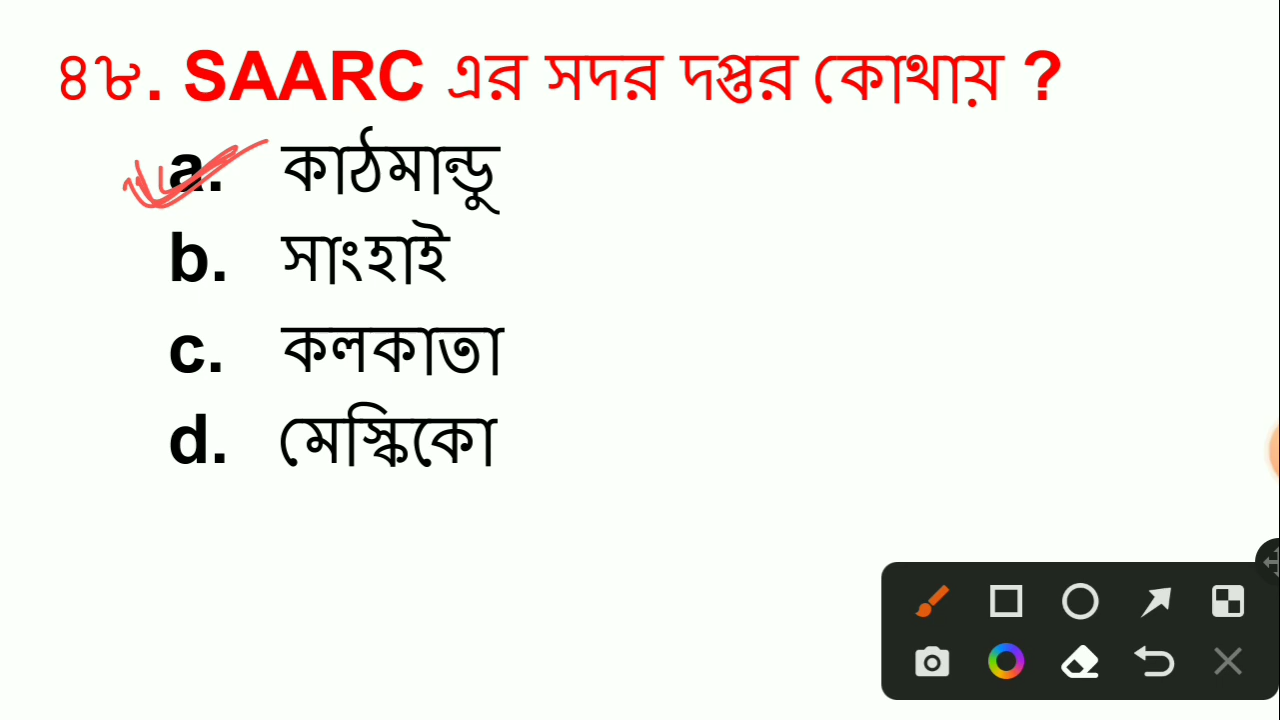 ৪৮. SAARC এর সদর দপ্তর কোথায় ?
a. কাঠমান্ডু
b. সাংহাই
c. কলকাতা
d. মেস্কিকো